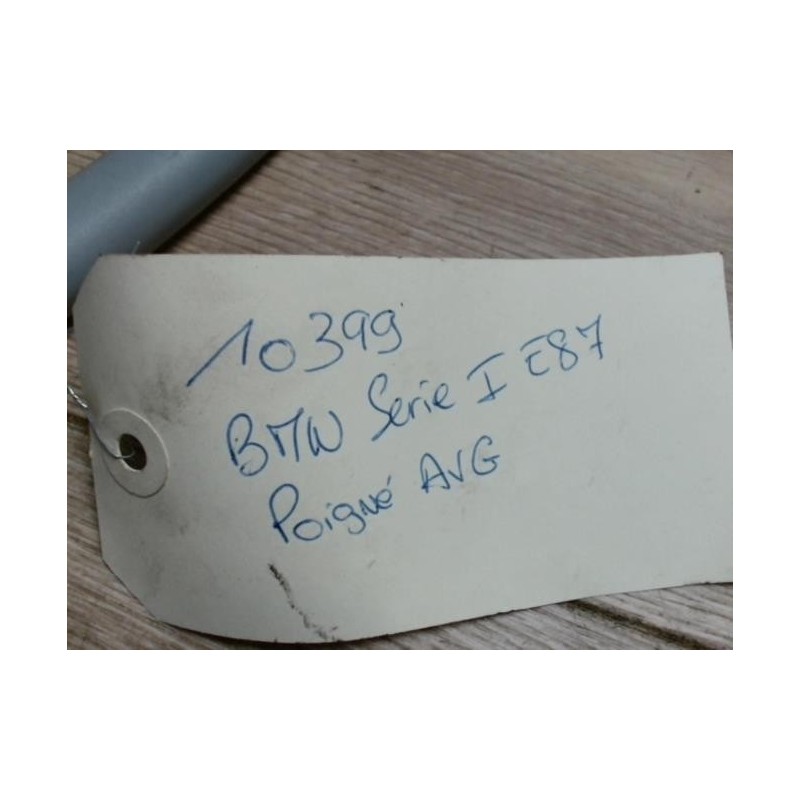 10399
BMW Serie I E87
Poigné AVG